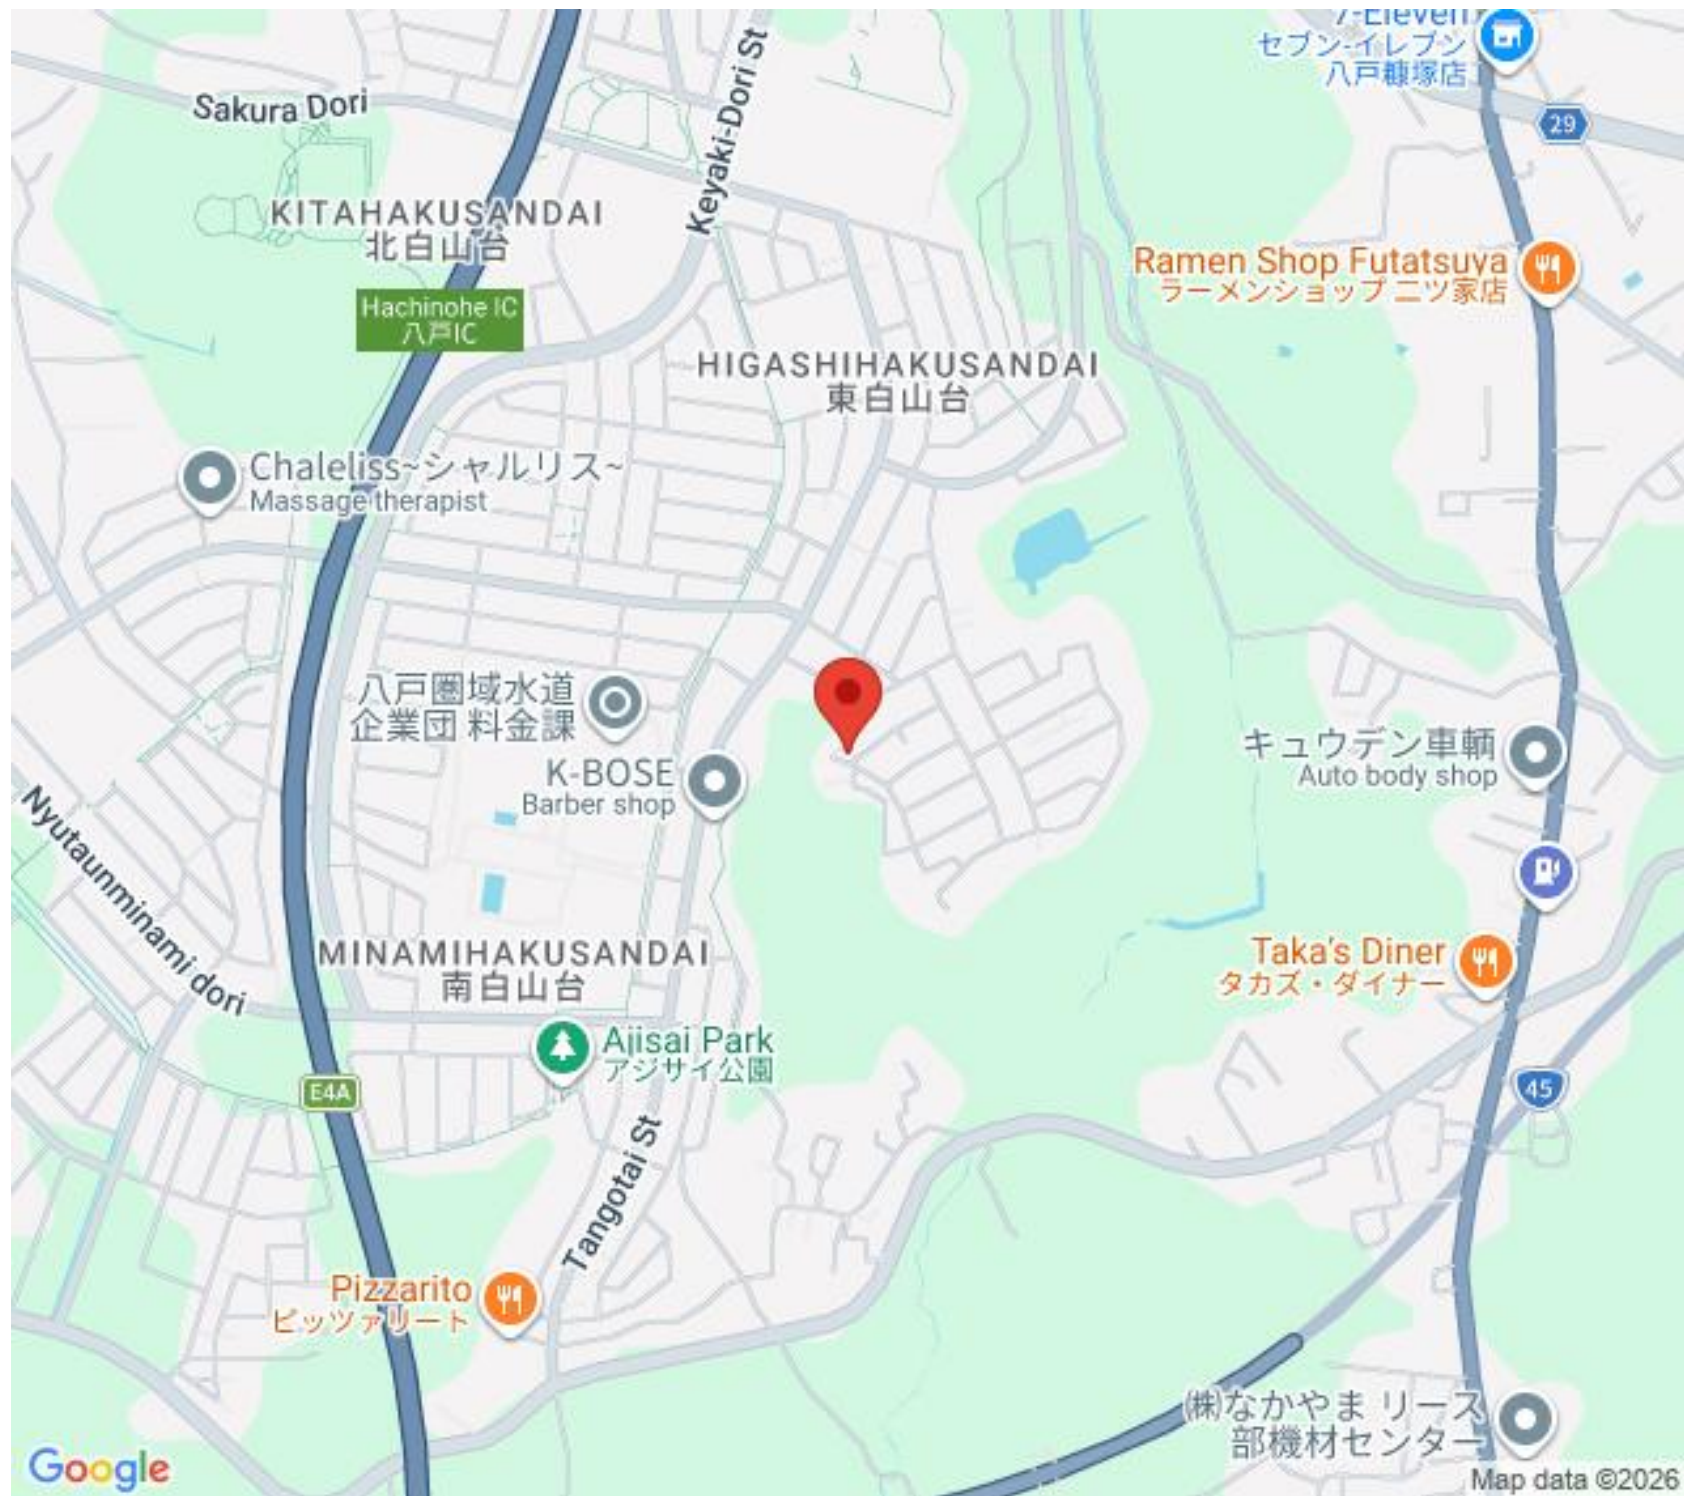 7-Eleven
セブン-イレブン
八戸糠塚店
29
Sakura Dori
Keyaki-Dori St
KITAHAKUSANDAI
北白山台
Hachinohe IC
八戸IC
Ramen Shop Futatsuya
ラーメンショップ 二ツ家店
HIGASHIHAKUSANDAI
東白山台
Chaleliss~シャルリス~
Massage therapist
八戸圏域水道
企業団 料金課
K-BOSE
Barber shop
キュウデン車輌
Auto body shop
Nyutaunminami dori
MINAMIHAKUSANDAI
南白山台
Taka's Diner
タカズ・ダイナー
Ajisai Park
アジサイ公園
E4A
45
Tangotai St
Pizzarito
ピッツァリート
㈱なかやま リース
部機材センター
Google
Map data ©2026